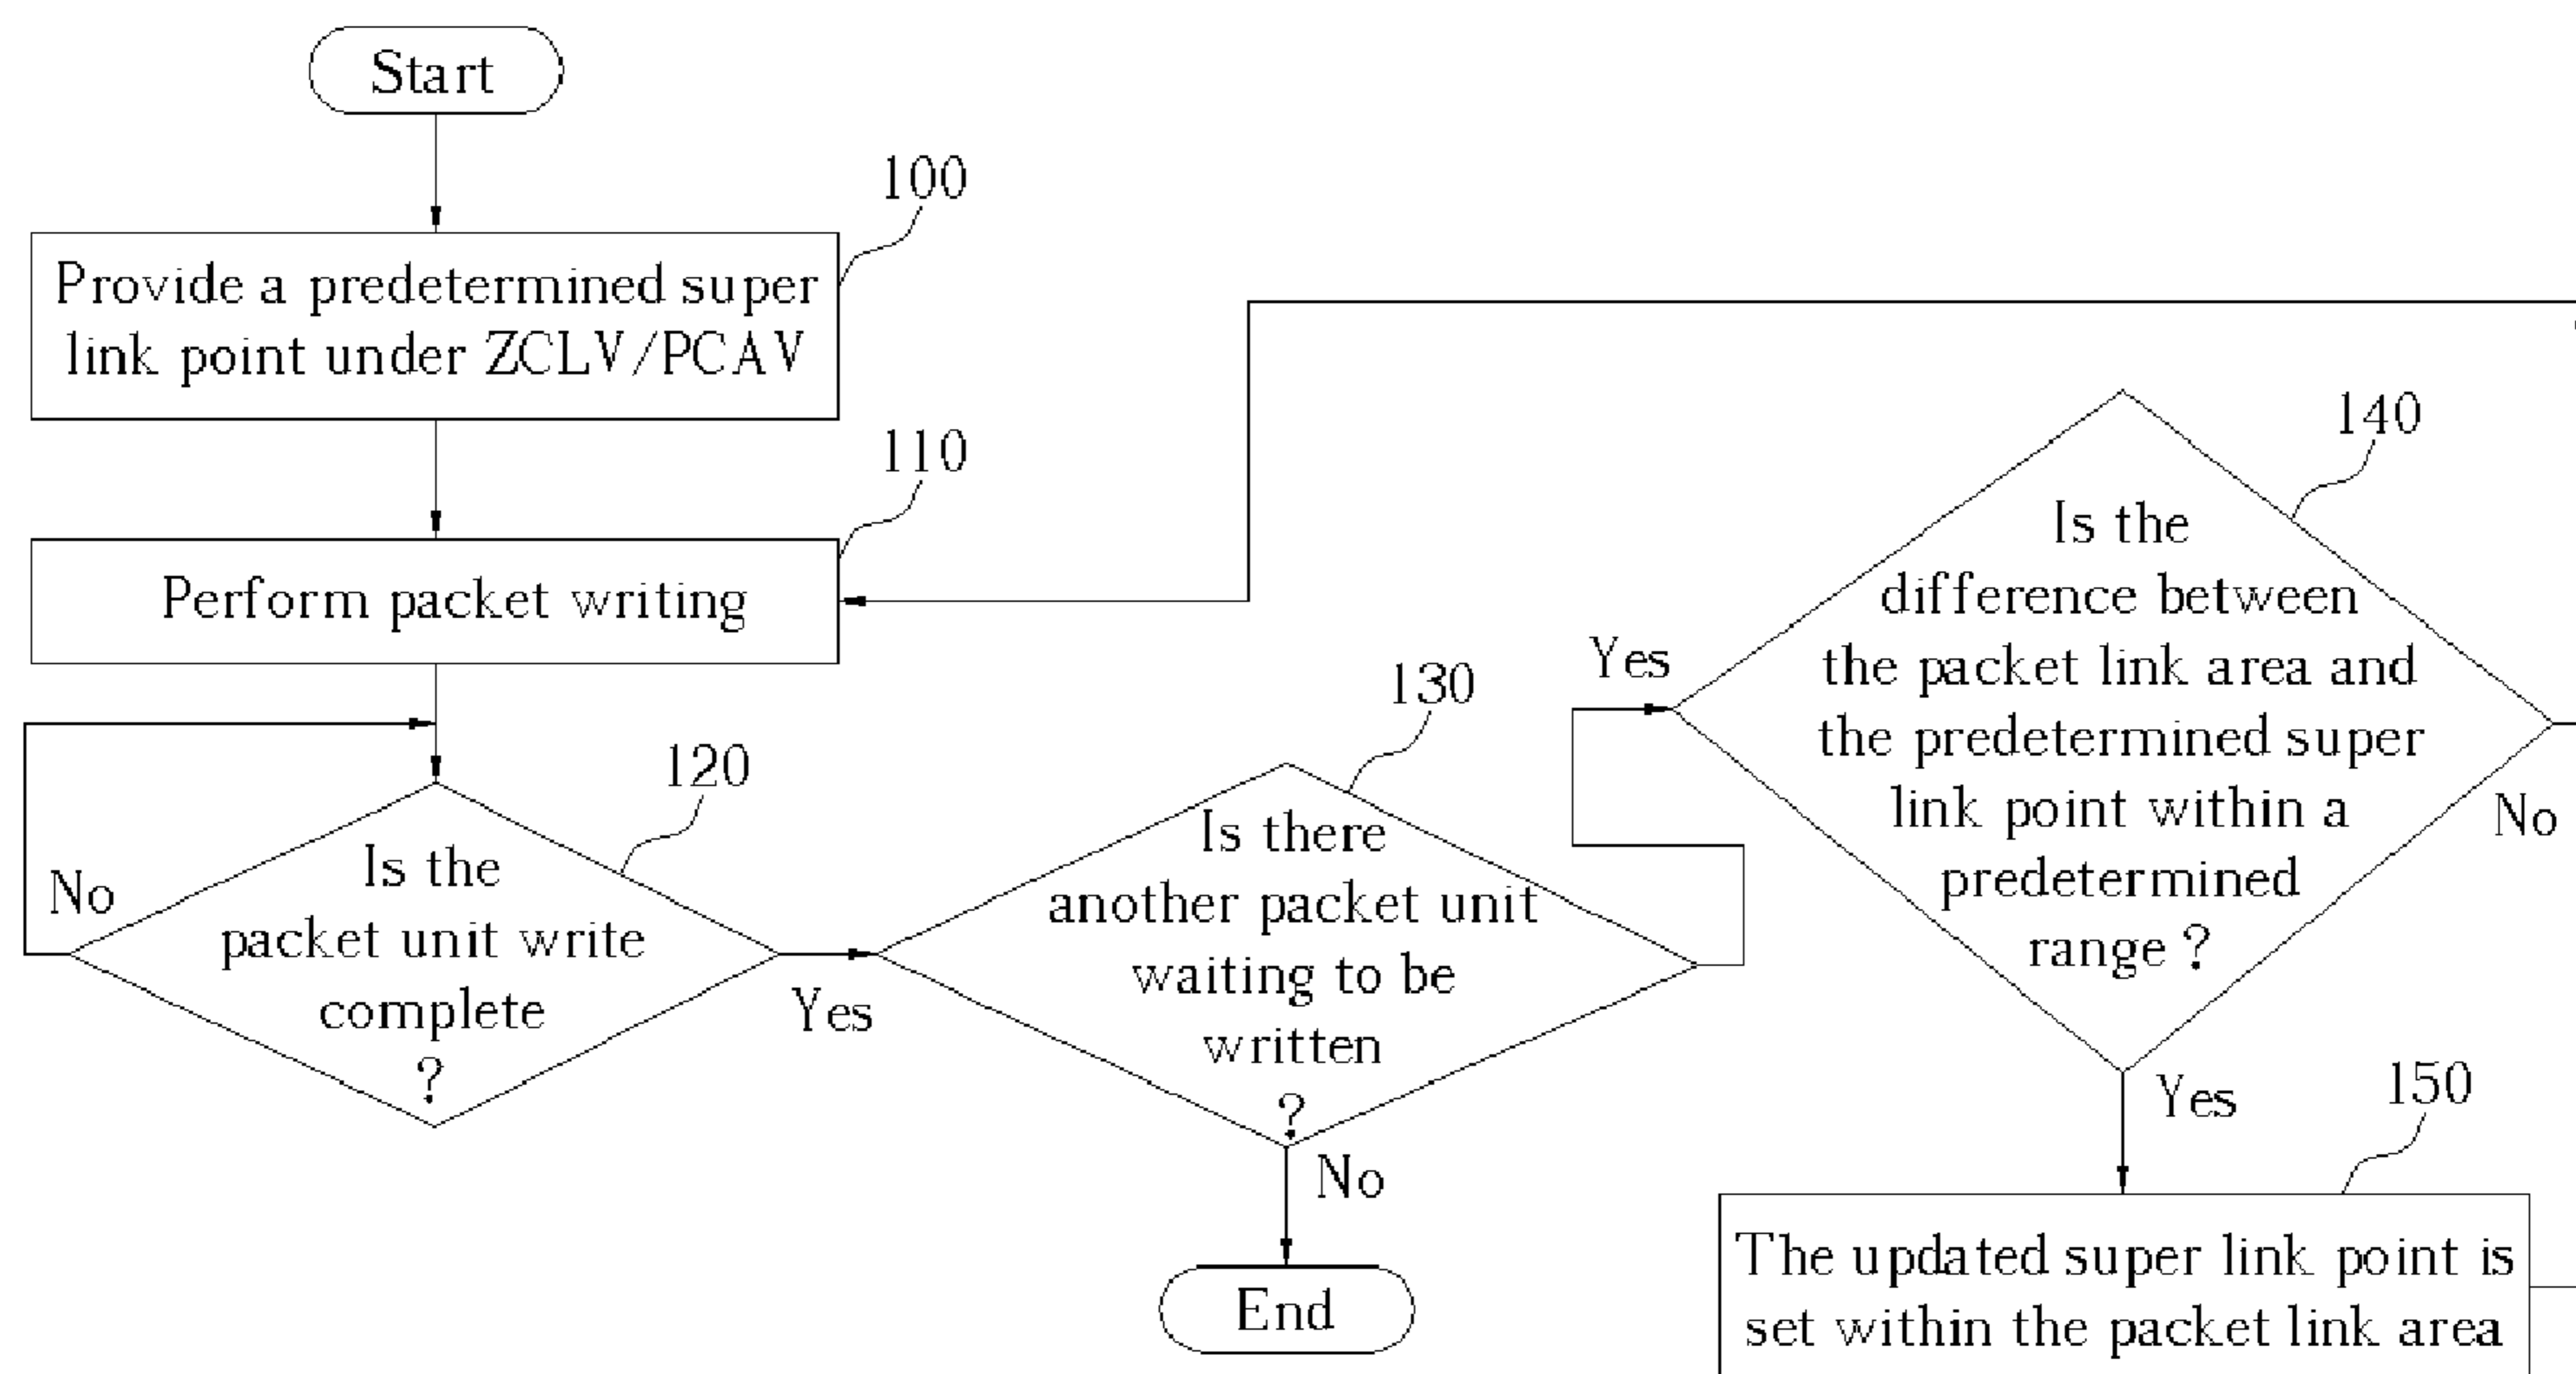 Start
100
Provide a predetermined super
link point under ZCLV/PCAV
110
Perform packet writing
120
No
Is the
packet unit write
complete
?
Yes
130
Is there
another packet unit
waiting to be
written
?
No
End
Yes
140
Is the
difference between
the packet link area and
the predetermined super
link point within a
predetermined
range ?
No
Yes
150
The updated super link point is
set within the packet link area